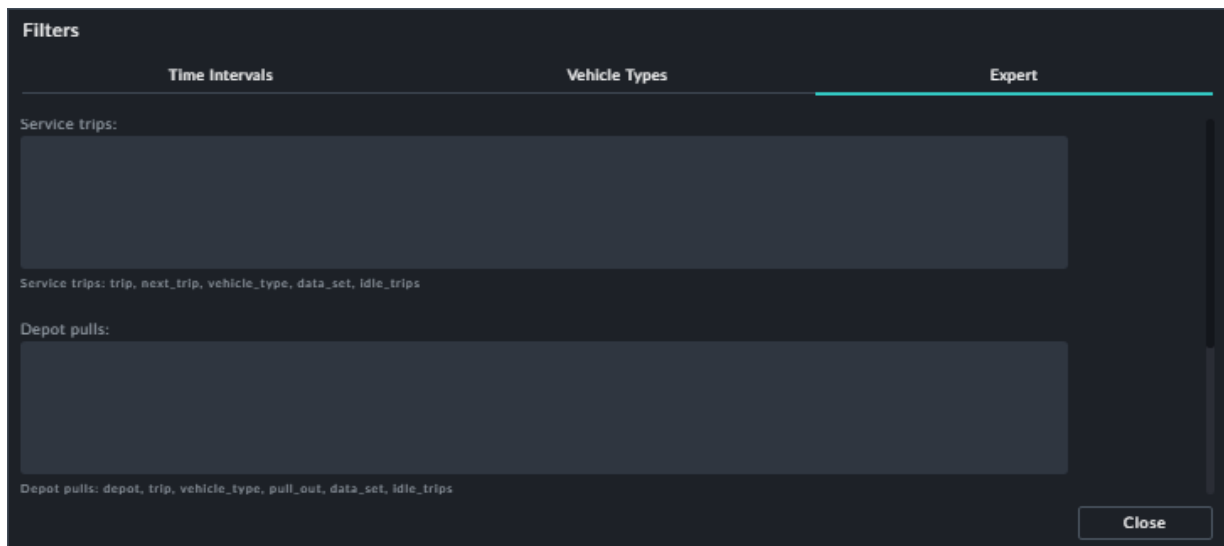 Filters
Time Intervals
Vehicle Types
Expert
Service trips:
Service trips: trip, next_trip, vehicle_type, data_set, idle_trips
Depot pulls:
Depot pulls: depot, trip, vehicle_type, pull_out, data_set, idle_trips
Close